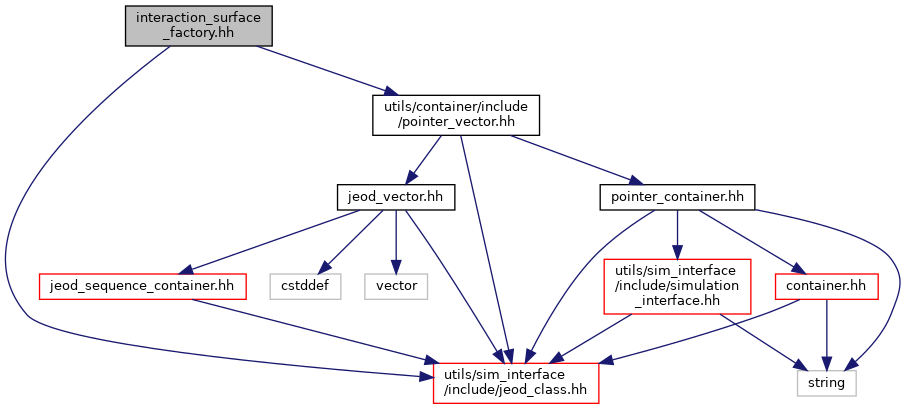 interaction_surface
_factory.hh
utils/container/include
/pointer_vector.hh
jeod_vector.hh
pointer_container.hh
jeod_sequence_container.hh
cstddef
vector
utils/sim_interface
/include/simulation
_interface.hh
container.hh
utils/sim_interface
/include/jeod_class.hh
string